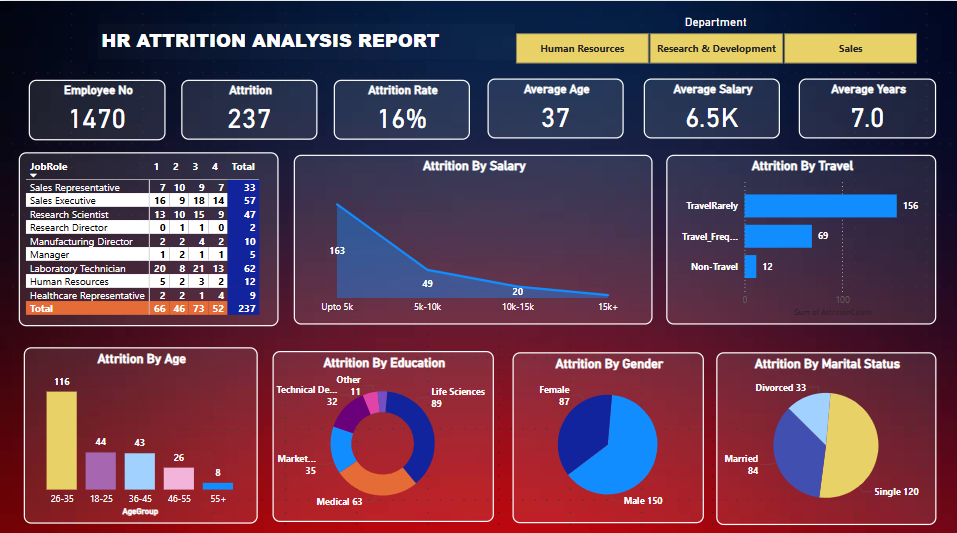 Department
HR ATTRITION ANALYSIS REPORT
Human Resources Research & Development Sales
Employee No Attrition Attrition Rate Average Age Average Salary Average Years
1470 237 16% 37 6.5K 7.0
JobRole 1 2 3 4 Total
Sales Representative 7 10 9 7 33
Sales Executive 16 9 18 14 57
Research Scientist 13 10 15 9 47
Research Director 0 1 1 0 2
Manufacturing Director 2 2 4 2 10
Manager 1 2 1 1 5
Laboratory Technician 20 8 21 13 62
Human Resources 5 2 3 2 12
Healthcare Representative 2 2 1 4 9
Total 66 46 73 52 237
Attrition By Salary
163
49
20
Upto 5k 5k-10k 10k-15k 15k+
Attrition By Travel
TravelRarely 156
Travel_Freq... 69
Non-Travel 12
0 100
Sum of AttritionCount
Attrition By Age
116
44
43
26
8
26-35 18-25 36-45 46-55 55+
AgeGroup
Attrition By Education
Other
11
Technical De...
32
Life Sciences
89
Market...
35
Medical 63
Attrition By Gender
Female
87
Male 150
Attrition By Marital Status
Divorced 33
Married
84
Single 120